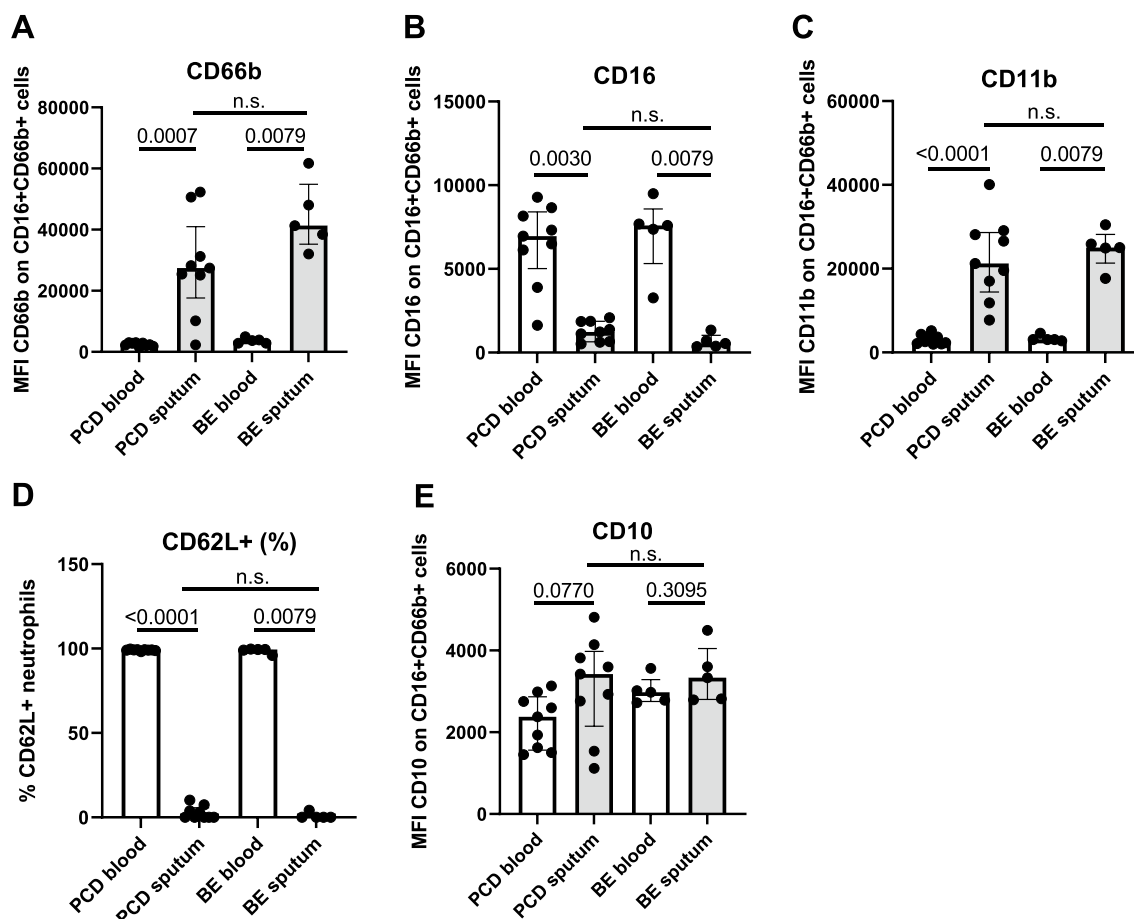 A
CD66b
MFI CD66b on CD16+CD66b+ cells
80000
60000
40000
20000
0
n.s.
0.0007
0.0079
PCD blood
PCD sputum
BE blood
BE sputum
B
CD16
MFI CD16 on CD16+CD66b+ cells
15000
10000
5000
0
n.s.
0.0030
0.0079
PCD blood
PCD sputum
BE blood
BE sputum
C
CD11b
MFI CD11b on CD16+CD66b+ cells
60000
40000
20000
0
n.s.
<0.0001
0.0079
PCD blood
PCD sputum
BE blood
BE sputum
D
CD62L+ (%)
% CD62L+ neutrophils
150
100
50
0
n.s.
<0.0001
0.0079
PCD blood
PCD sputum
BE blood
BE sputum
E
CD10
MFI CD10 on CD16+CD66b+ cells
6000
4000
2000
0
n.s.
0.0770
0.3095
PCD blood
PCD sputum
BE blood
BE sputum